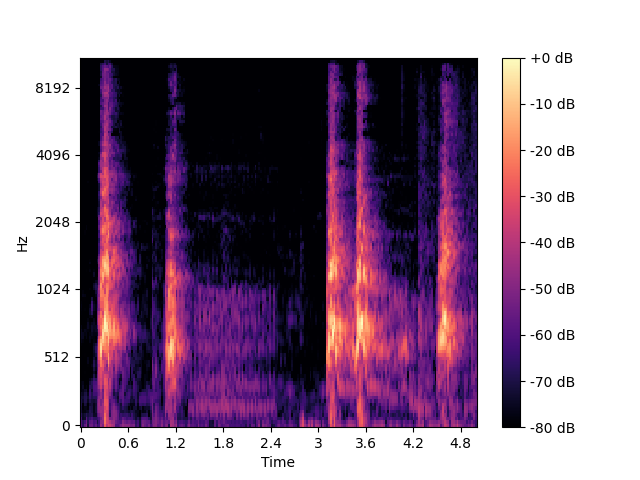 Hz
8192
4096
2048
1024
512
0
0 0.6 1.2 1.8 2.4 3 3.6 4.2 4.8
Time
+0 dB
-10 dB
-20 dB
-30 dB
-40 dB
-50 dB
-60 dB
-70 dB
-80 dB